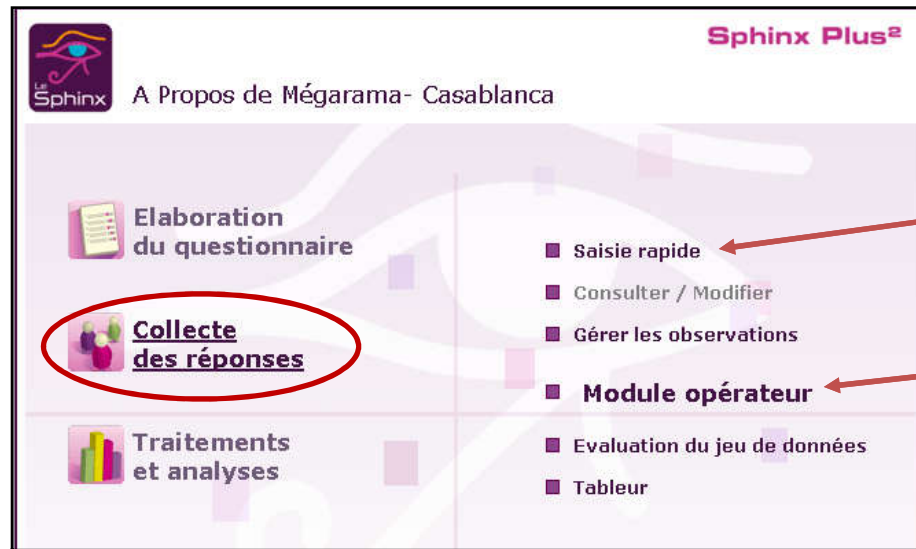 Sphinx Plus²
Le
Sphinx
A Propos de Mégarama- Casablanca
Elaboration
du questionnaire
Collecte
des réponses
Traitements
et analyses
Saisie rapide
Consulter / Modifier
Gérer les observations
Module opérateur
Evaluation du jeu de données
Tableur